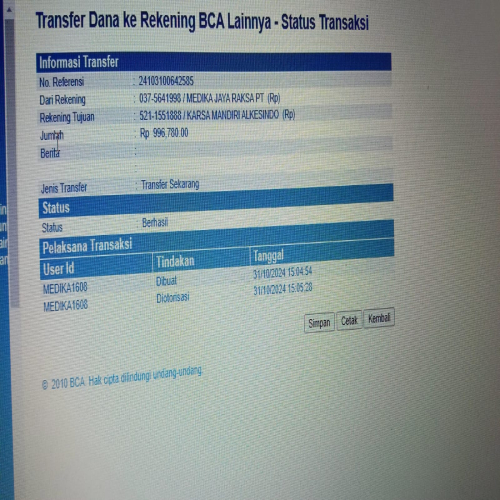 Transfer Dana ke Rekening BCA Lainnya - Status Transaksi
Informasi Transfer
No. Referensi : 24103100642585
Dari Rekening : 037-5641998 / MEDIKA JAYA RAKSA PT (Rp)
Rekening Tujuan : 521-1551888 / KARSA MANDIRI ALKESINDO (Rp)
Jumlah : Rp 996,780.00
Berita :
:
Jenis Transfer : Transfer Sekarang
Status
Status : Berhasil
Pelaksana Transaksi
User Id Tindakan Tanggal
MEDIKA1608 Dibuat 31/10/2024 15:04:54
MEDIKA1608 Diotorisasi 31/10/2024 15:05:28
Simpan Cetak Kembali
© 2010 BCA. Hak cipta dilindungi undang-undang.